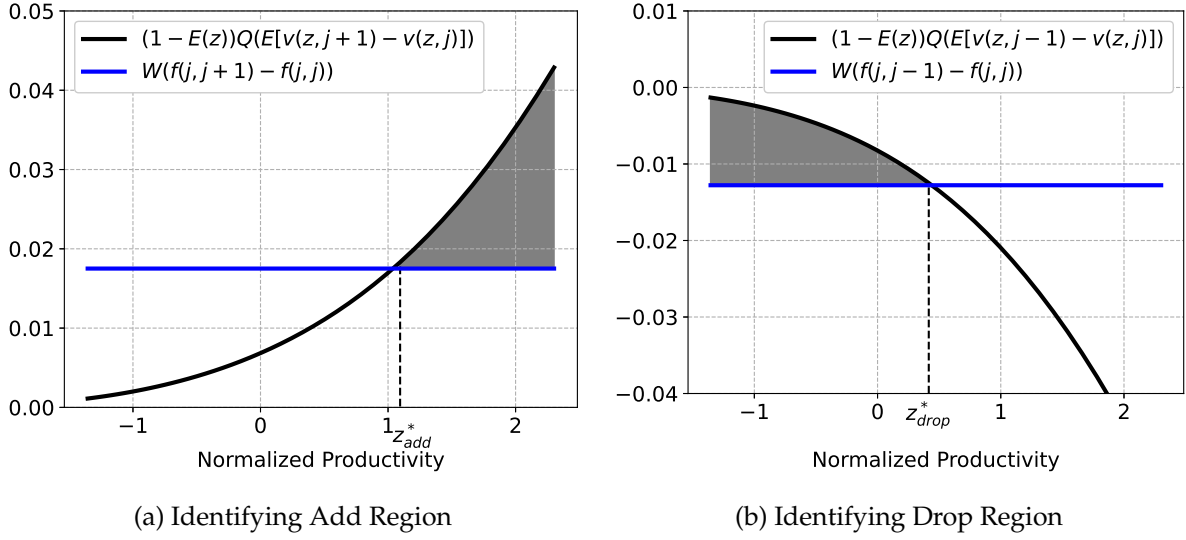 0.05
0.04
0.03
0.02
0.01
0.00
(1 − E(z))Q(E[v(z, j + 1) − v(z, j)])
W(f(j, j + 1) − f(j, j))
−1
0
1
2
z*add
Normalized Productivity
(a) Identifying Add Region
0.01
0.00
−0.01
−0.02
−0.03
−0.04
(1 − E(z))Q(E[v(z, j − 1) − v(z, j)])
W(f(j, j − 1) − f(j, j))
−1
0
z*drop
1
2
Normalized Productivity
(b) Identifying Drop Region